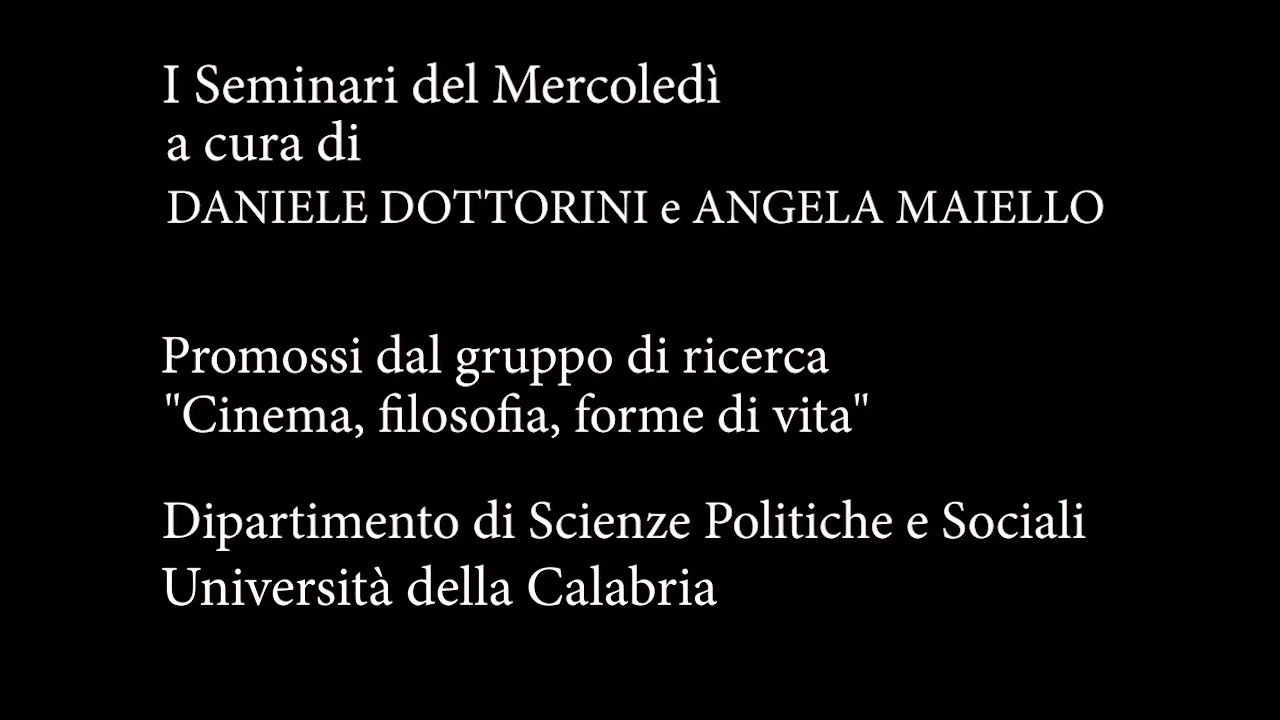 I Seminari del Mercoledì
a cura di
DANIELE DOTTORINI e ANGELA MAIELLO
Promossi dal gruppo di ricerca
"Cinema, filosofia, forme di vita"
Dipartimento di Scienze Politiche e Sociali
Università della Calabria